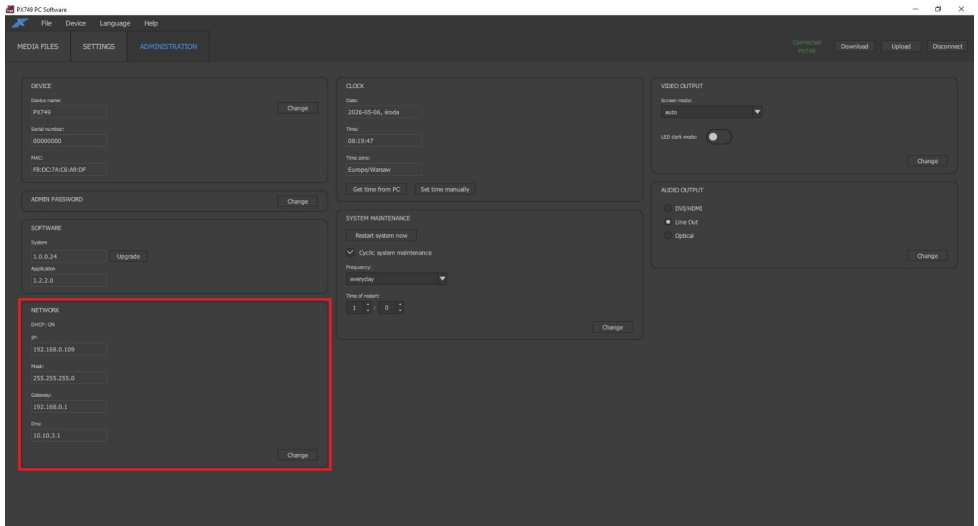 PX749 PC Software
File Device Language Help
MEDIA FILES SETTINGS ADMINISTRATION
Connected
PX749
Download Upload Disconnect
DEVICE
Device name:
PX749
Change
Serial number:
00000000
MAC:
F8:DC:7A:C6:A9:DF
ADMIN PASSWORD
Change
SOFTWARE
System
1.0.0.24
Upgrade
Application
1.2.2.0
NETWORK
DHCP: ON
IP:
192.168.0.109
Mask:
255.255.255.0
Gateway:
192.168.0.1
Dns:
10.10.3.1
Change
CLOCK
Date:
2026-05-06, środa
Time:
08:19:47
Time zone:
Europe/Warsaw
Get time from PC Set time manually
SYSTEM MAINTENANCE
Restart system now
Cyclic system maintenance
Frequency:
everyday
Time of restart:
1 : 0
Change
VIDEO OUTPUT
Screen mode:
auto
LED dark mode:
Change
AUDIO OUTPUT
DVI/HDMI
Line Out
Optical
Change